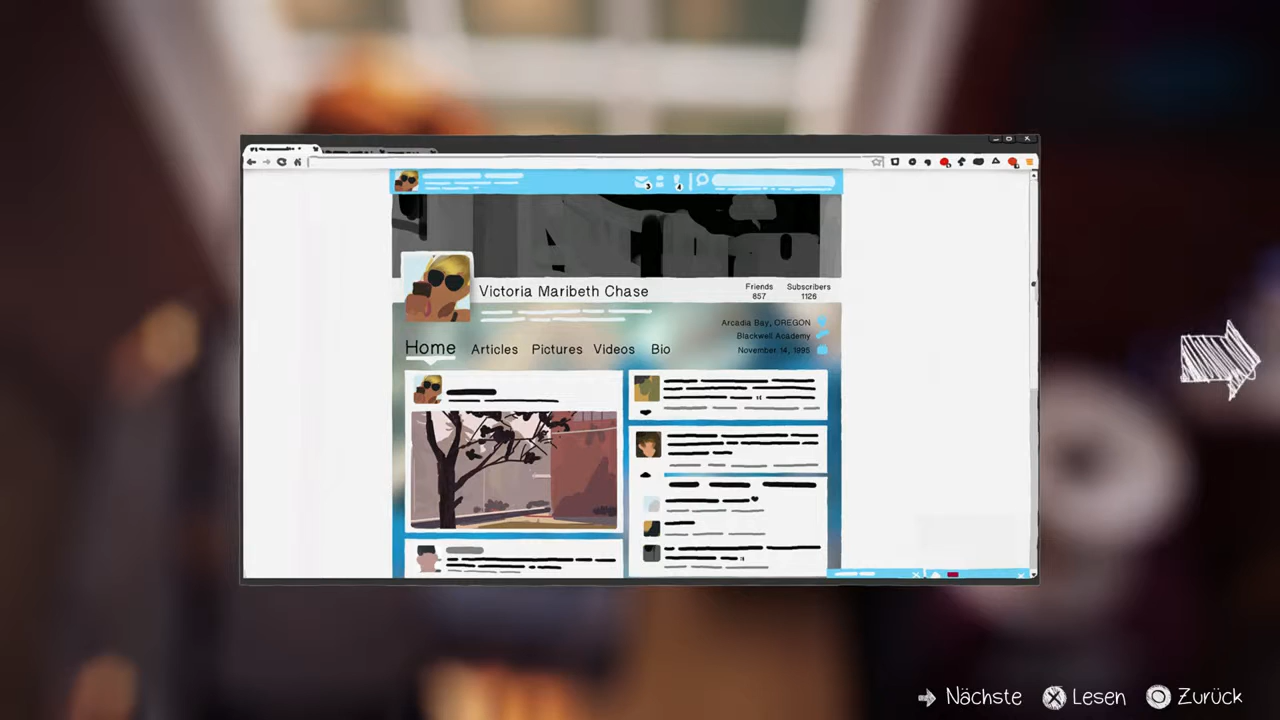 Victoria Maribeth Chase
Friends
857
Subscribers
1126
Arcadia Bay, OREGON
Blackwell Academy
November 14, 1995
Home Articles Pictures Videos Bio
Nächste Lesen Zurück